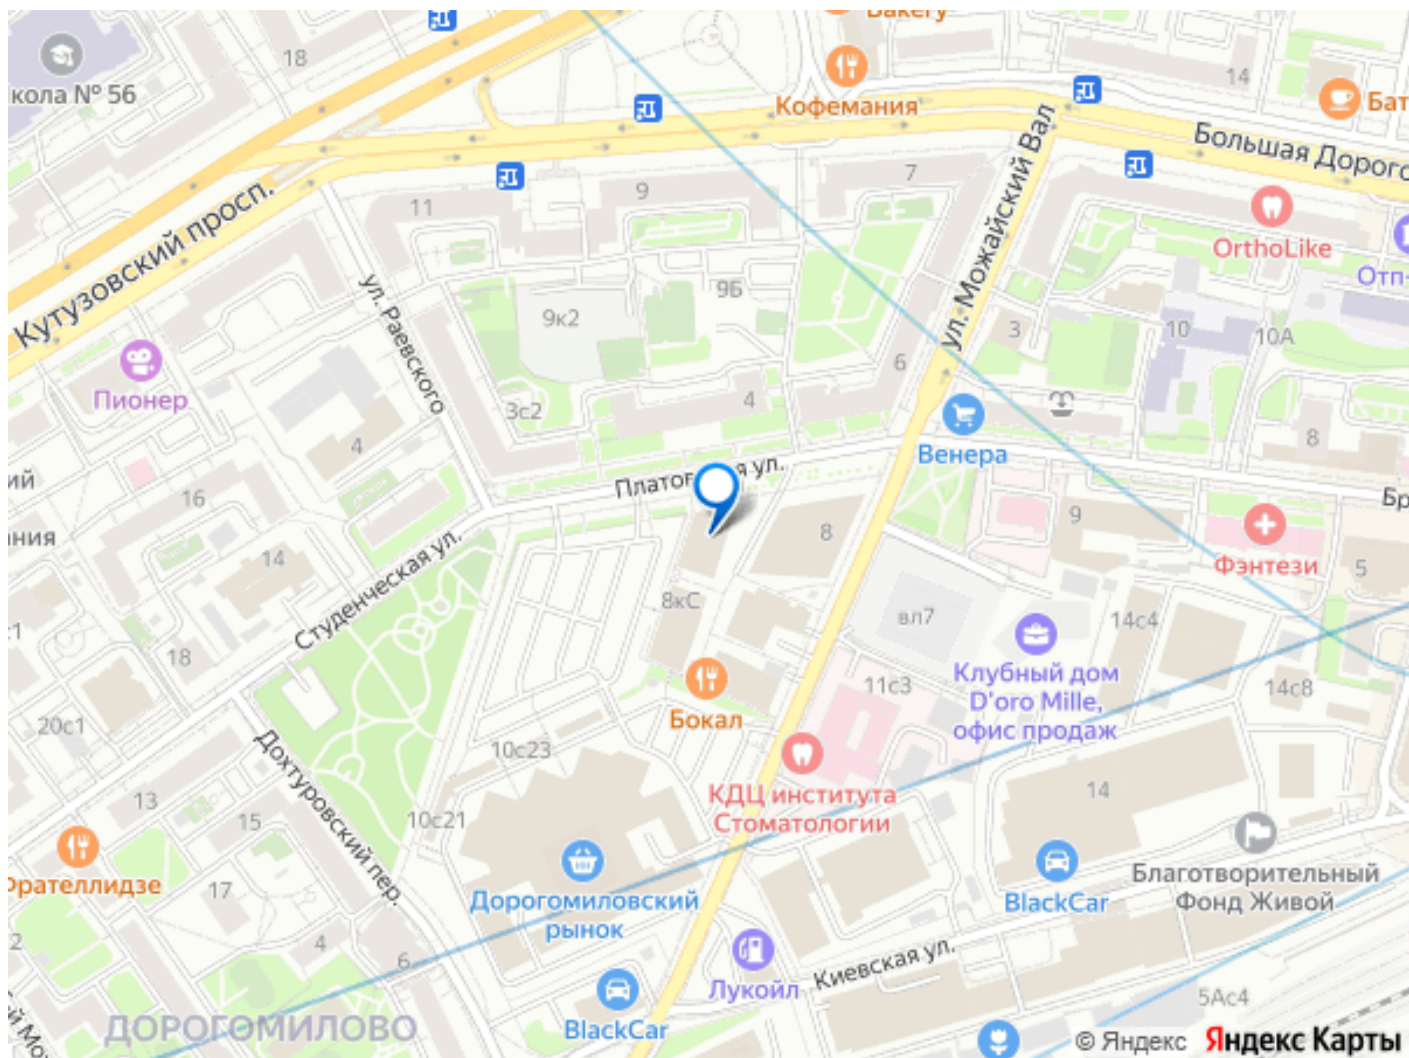 Bakery
18
кола № 56
14
Кофемания
Бат
Большая Дорого
ул. Можайский Вал
7
9
11
OrthoLike
Отп-
Кутузовский просп.
ул. Раевского
9Б
9к2
3
10
10А
Пионер
6
4
3с2
4
8
Венера
ий
Платов
я ул.
16
Бр
9
ния
8
Фэнтези
5
14
Студенческая ул.
8кС
вл7
14с4
18
Клубный дом
D'oro Mille,
офис продаж
11с3
14с8
20с1
Бокал
10с23
Дохтуровский пер.
КДЦ института
Стоматологии
14
13
15
10с21
Фрателлидзе
17
Дорогомиловский
рынок
BlackCar
Благотворительный
Фонд Живой
2
4
6
Киевская ул.
Лукойл
5Ас4
BlackCar
ДОРОГОМИЛОВО
© Яндекс Яндекс Карты